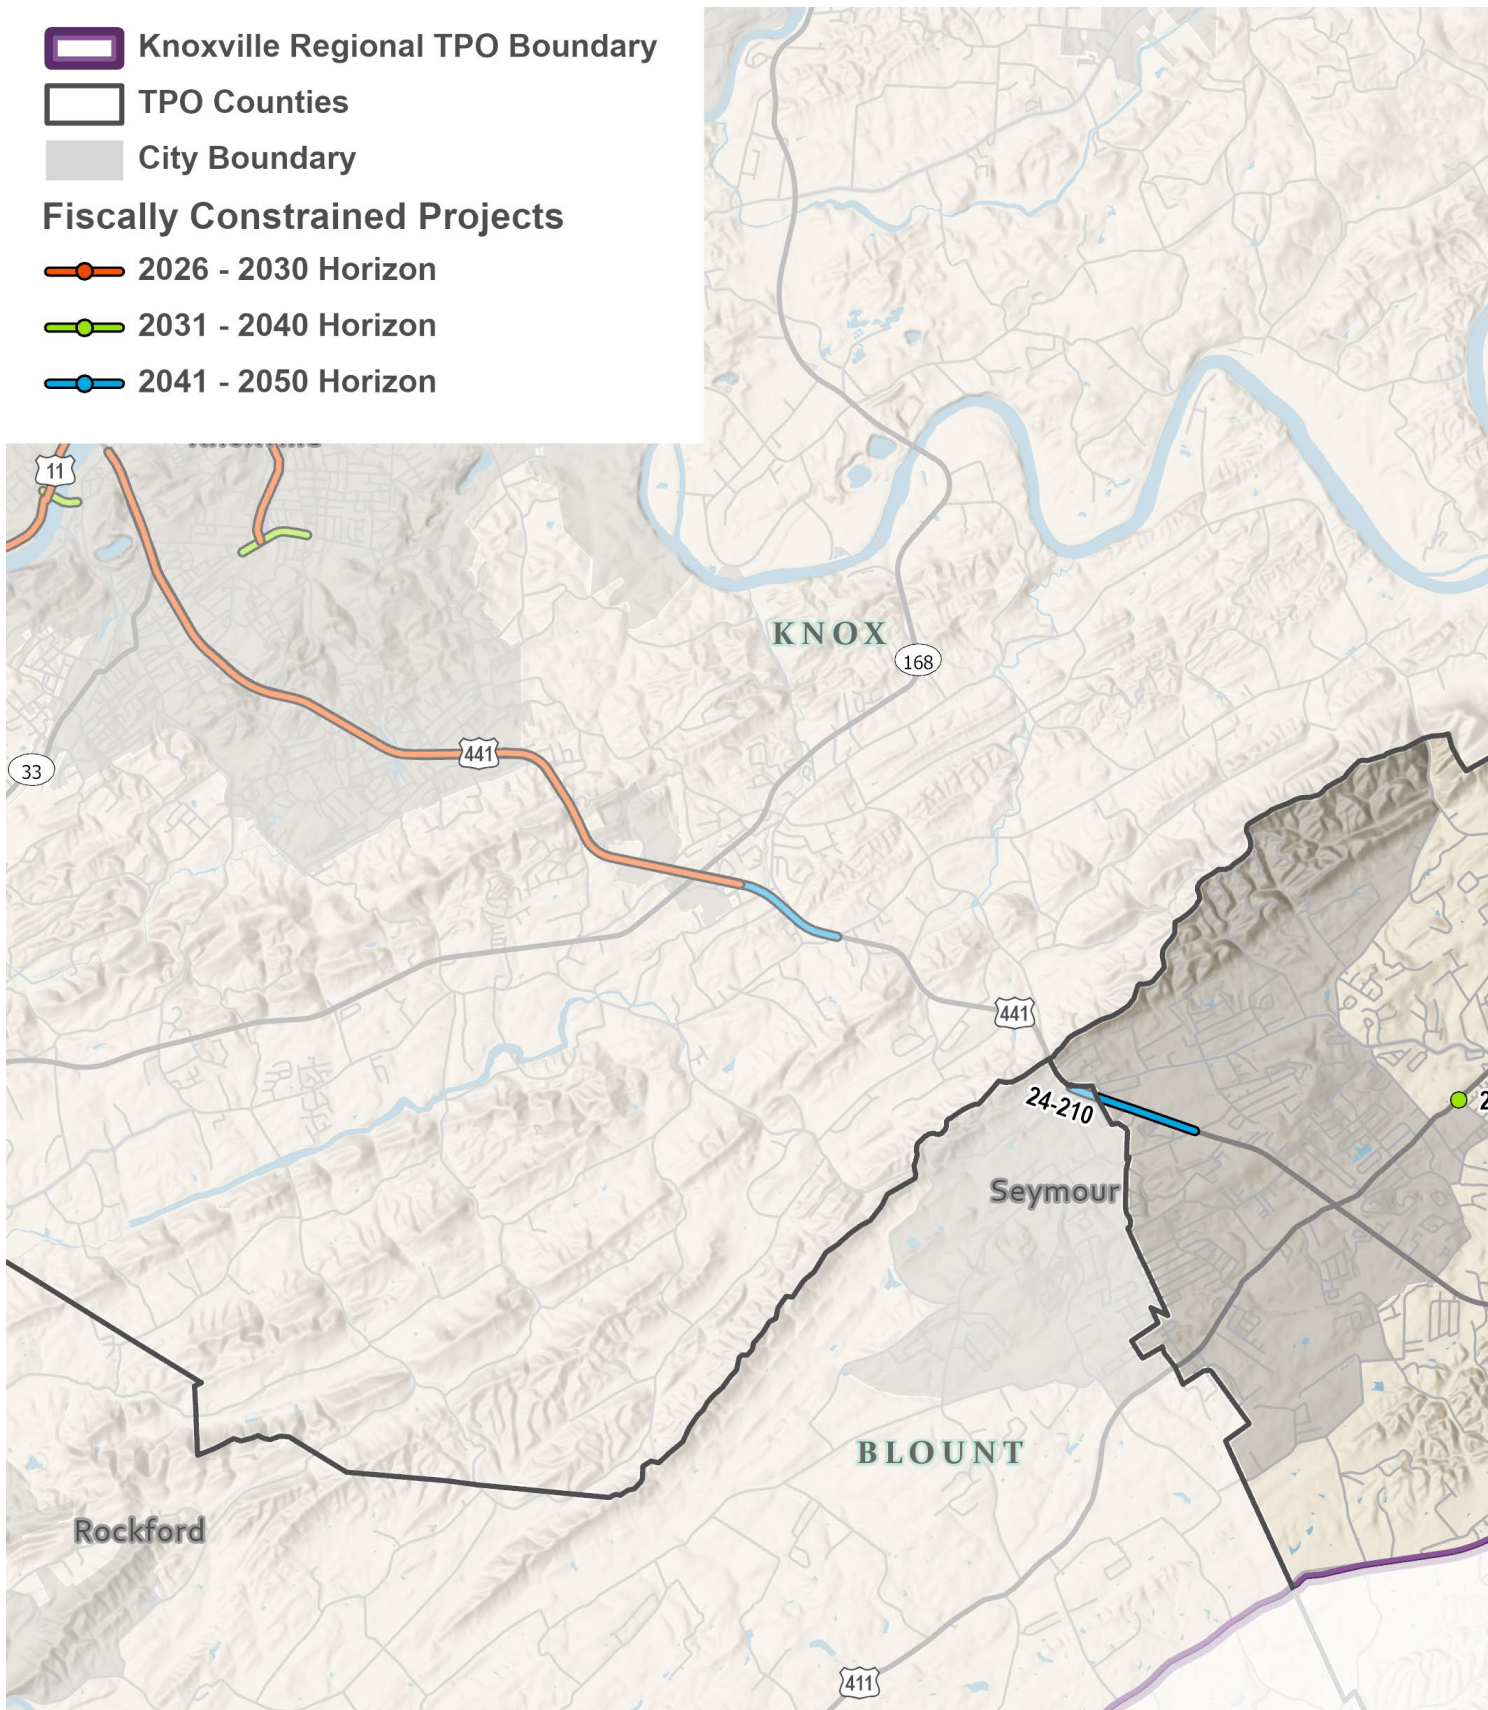 Knoxville Regional TPO Boundary
TPO Counties
City Boundary
Fiscally Constrained Projects
2026 - 2030 Horizon
2031 - 2040 Horizon
2041 - 2050 Horizon
11
KNOX
168
441
33
441
24-210
Seymour
BLOUNT
Rockford
411